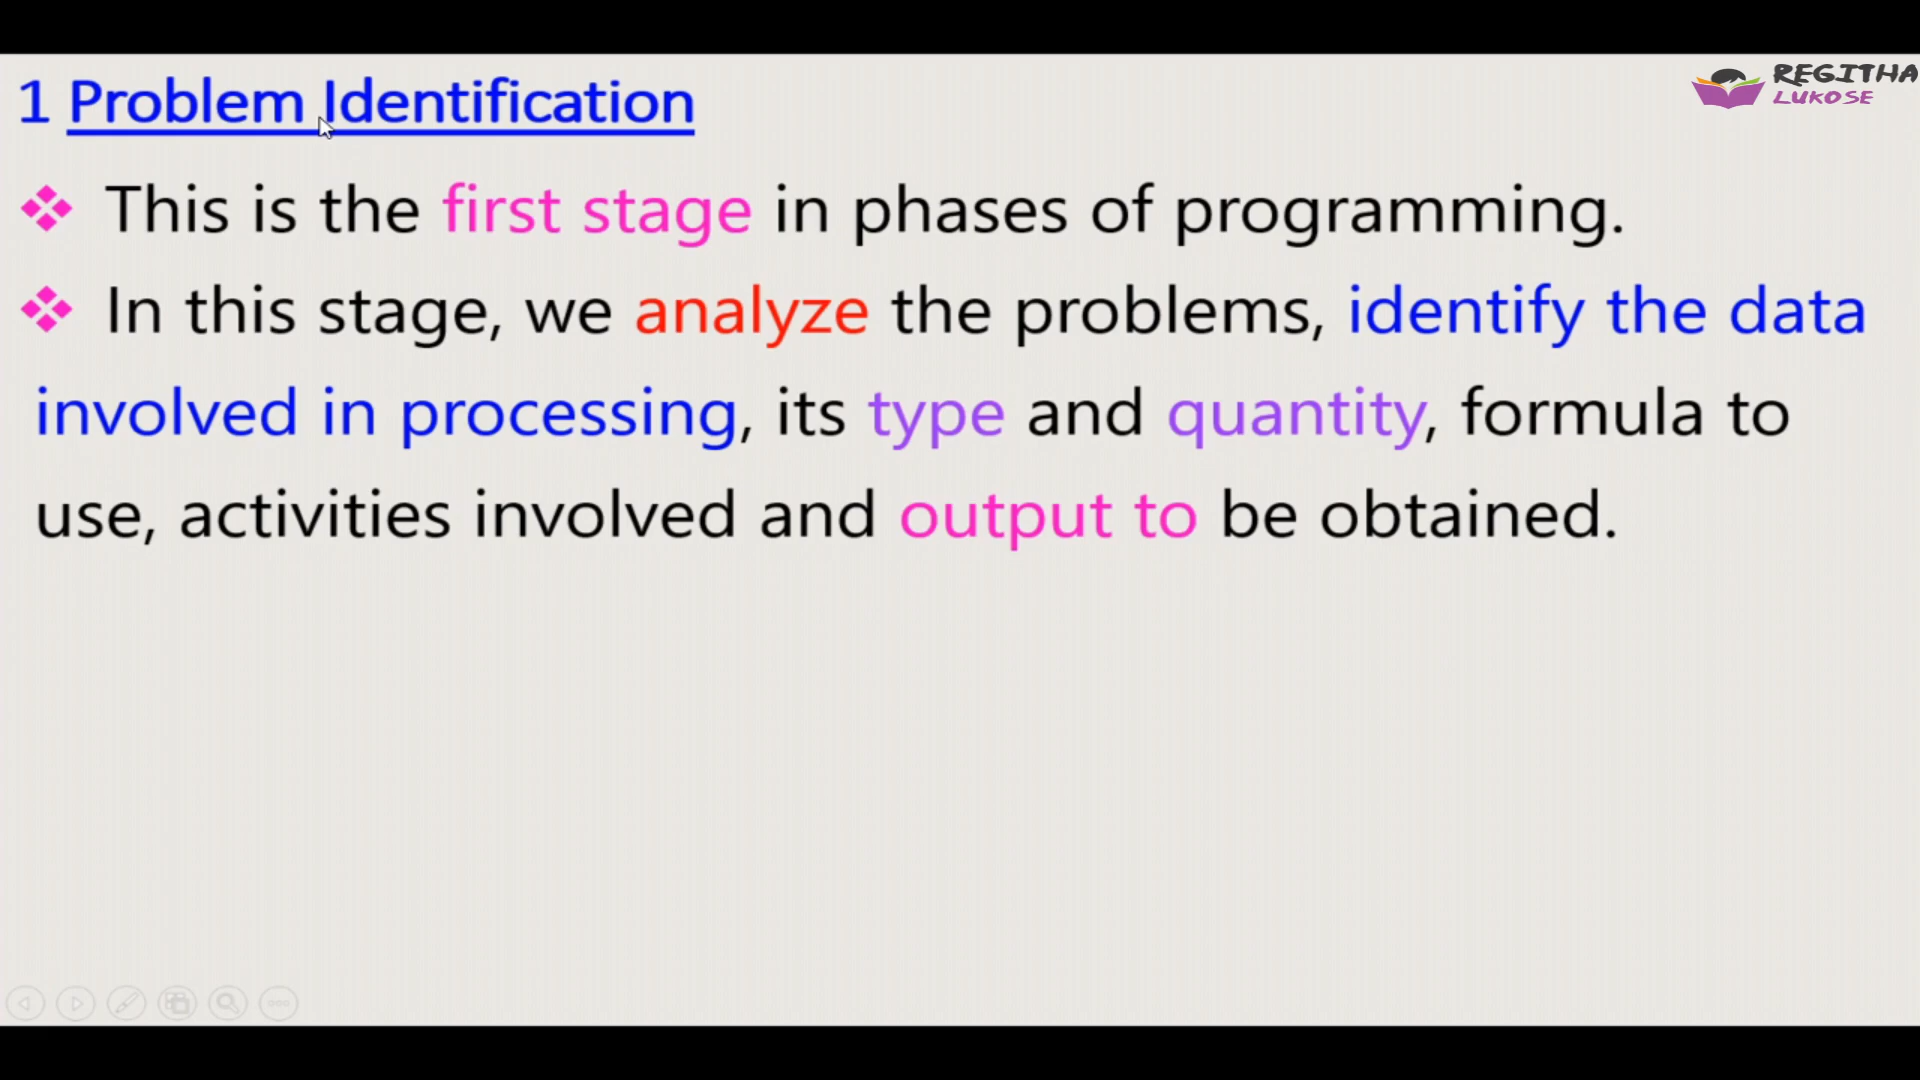 1 Problem Identification
REGITHA
LUKOSE
❖ This is the first stage in phases of programming.
❖ In this stage, we analyze the problems, identify the data
involved in processing, its type and quantity, formula to
use, activities involved and output to be obtained.